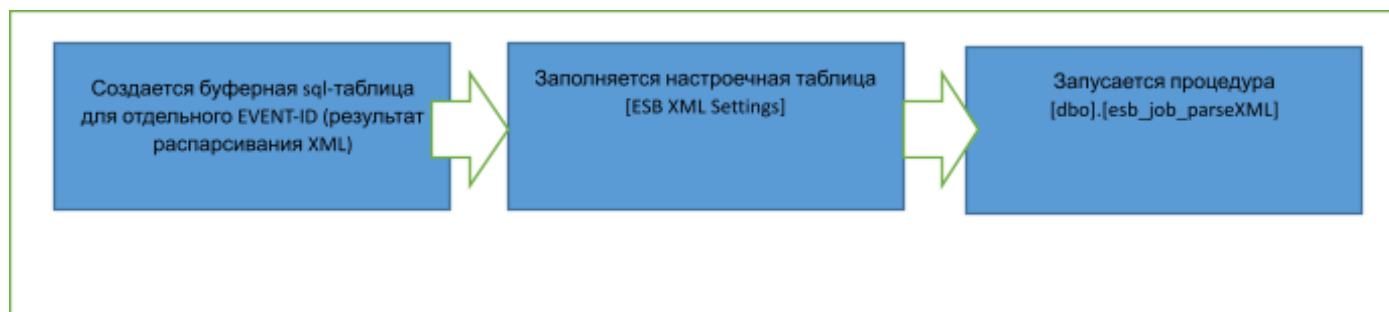 Создается буферная sql-таблица
для отдельного EVENT-ID (результат
распарсивания XML)
Заполняется настроечная таблица
[ESB XML Settings]
Запусается процедура
[dbo].[esb_job_parseXML]